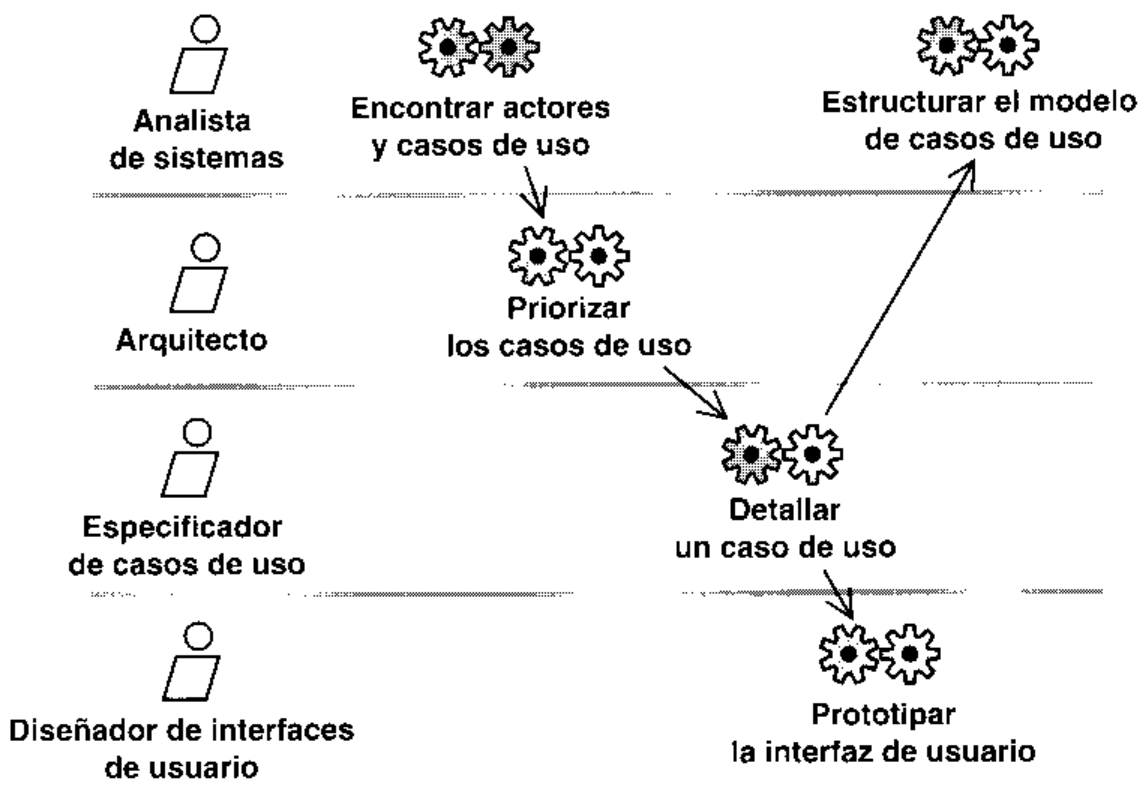 Analista
de sistemas
Encontrar actores
y casos de uso
Estructurar el modelo
de casos de uso
Arquitecto
Priorizar
los casos de uso
Especificador
de casos de uso
Detallar
un caso de uso
Diseñador de interfaces
de usuario
Prototipar
la interfaz de usuario